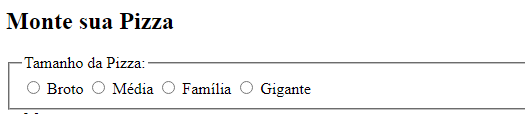 Monte sua Pizza
Tamanho da Pizza:
Broto Média Família Gigante